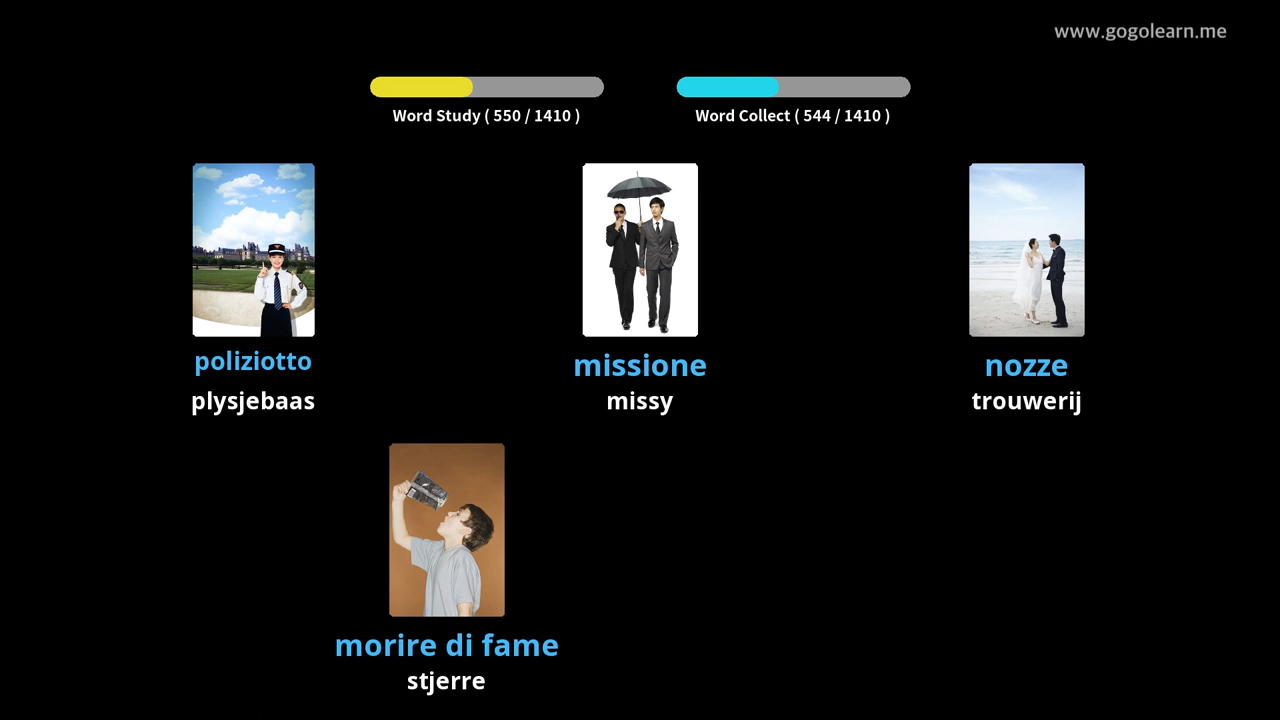 www.gogolearn.me
Word Study ( 550 / 1410 )
Word Collect ( 544 / 1410 )
poliziotto
plysjebaas
missione
missy
nozze
trouwerij
morire di fame
stjerre